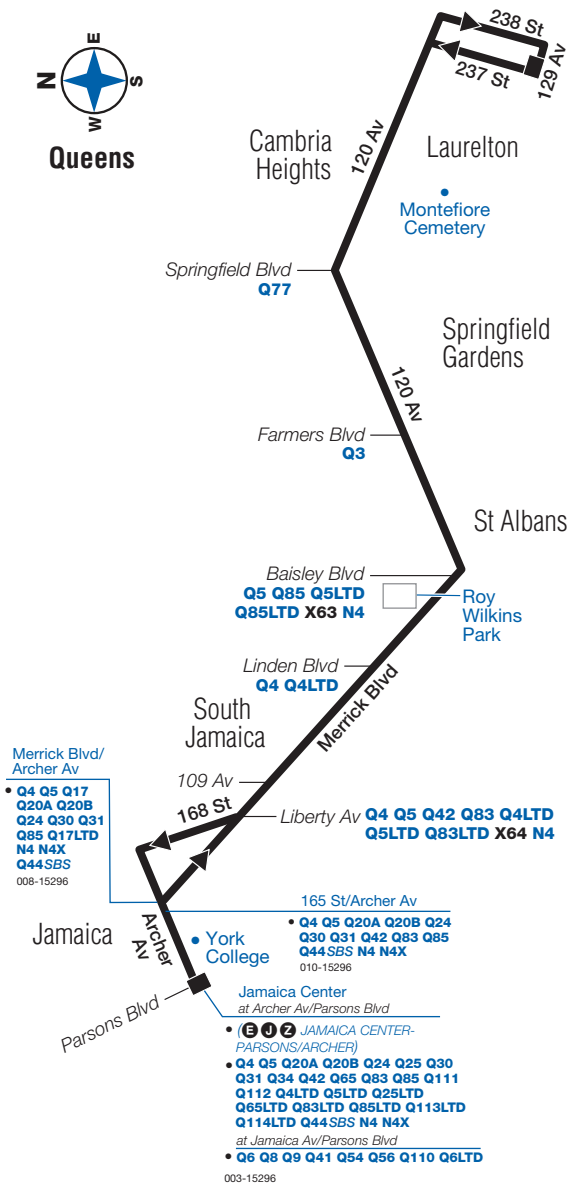 238 St
237 St
129 Av
E
N
S
W
Queens
Cambria
Heights
120 Av
Laurelton
Montefiore
Cemetery
Springfield Blvd
Q77
Springfield
Gardens
120 Av
Farmers Blvd
Q3
St Albans
Baisley Blvd
Q5 Q85 Q5LTD
Q85LTD X63 N4
Roy
Wilkins
Park
Linden Blvd
Q4 Q4LTD
Merrick Blvd
South
Jamaica
109 Av
168 St
Liberty Av Q4 Q5 Q42 Q83 Q4LTD
Q5LTD Q83LTD X64 N4
Merrick Blvd/
Archer Av
• Q4 Q5 Q17
Q20A Q20B
Q24 Q30 Q31
Q85 Q17LTD
N4 N4X
Q44SBS
008-15296
165 St/Archer Av
• Q4 Q5 Q20A Q20B Q24
Q30 Q31 Q42 Q83 Q85
Q44SBS N4 N4X
010-15296
Jamaica
Archer
Av
York
College
Parsons Blvd
Jamaica Center
at Archer Av/Parsons Blvd
• (E J Z JAMAICA CENTER-
PARSONS/ARCHER)
• Q4 Q5 Q20A Q20B Q24 Q25 Q30
Q31 Q34 Q42 Q65 Q83 Q85 Q111
Q112 Q4LTD Q5LTD Q25LTD
Q65LTD Q83LTD Q85LTD Q113LTD
Q114LTD Q44SBS N4 N4X
at Jamaica Av/Parsons Blvd
• Q6 Q8 Q9 Q41 Q54 Q56 Q110 Q6LTD
003-15296